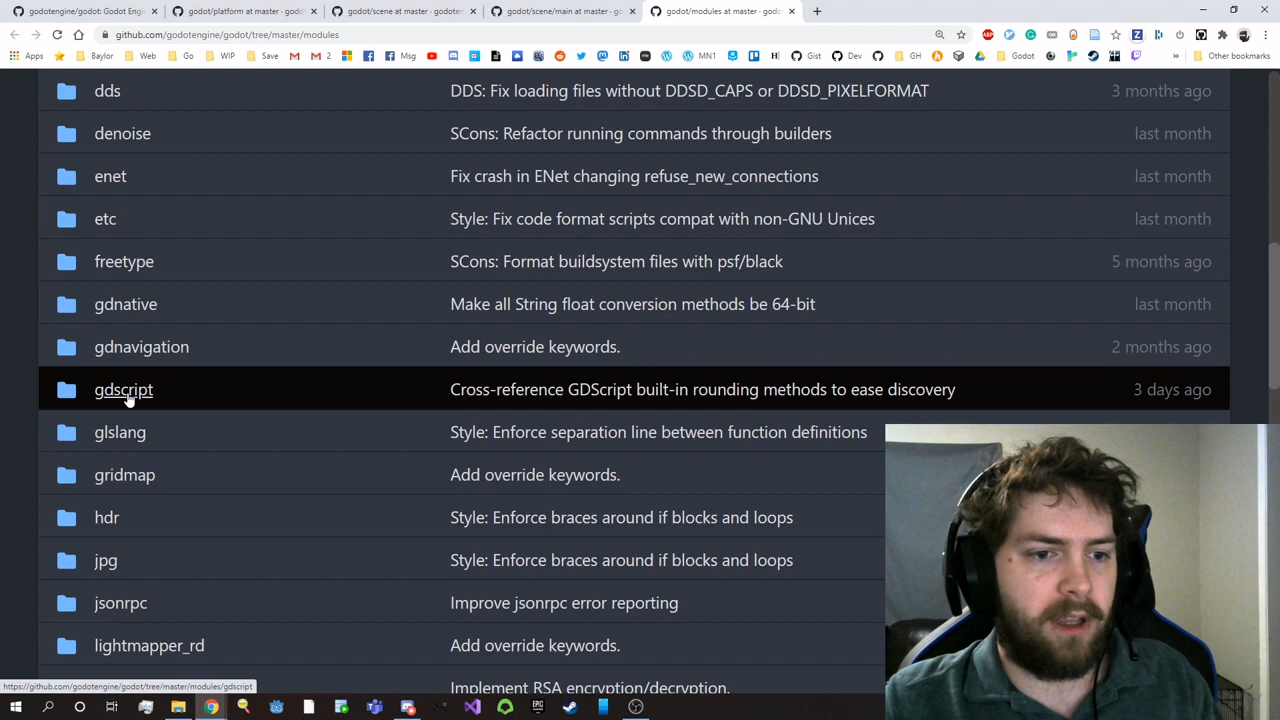 godot: Godot Eng
godot/platform at master · godot
godot/scene at master · godoten
godot/scene/main at master · go
godot/modules at master · godo
github.com/godotengine/godot/tree/master/modules
Apps Baylor Web Go WIP Save 1 2 Msg MN1 Gist Dev GH Godot » Other bookmarks
dds DDS: Fix loading files without DDSD_CAPS or DDSD_PIXELFORMAT 3 months ago
denoise SCons: Refactor running commands through builders last month
enet Fix crash in ENet changing refuse_new_connections last month
etc Style: Fix code format scripts compat with non-GNU Unices last month
freetype SCons: Format buildsystem files with psf/black 5 months ago
gdnative Make all String float conversion methods be 64-bit last month
gdnavigation Add override keywords. 2 months ago
gdscript Cross-reference GDScript built-in rounding methods to ease discovery 3 days ago
glslang Style: Enforce separation line between function definitions
gridmap Add override keywords.
hdr Style: Enforce braces around if blocks and loops
jpg Style: Enforce braces around if blocks and loops
jsonrpc Improve jsonrpc error reporting
lightmapper_rd Add override keywords.
Implement RSA encryption/decryption.
https://github.com/godotengine/godot/tree/master/modules/gdscript